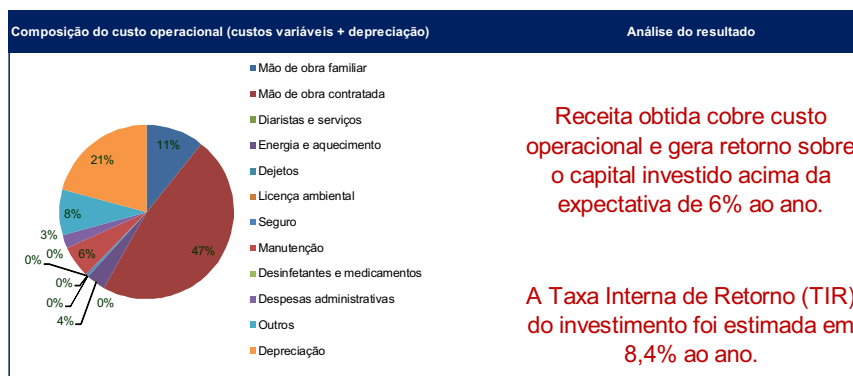 Composição do custo operacional (custos variáveis + depreciação)
Análise do resultado
Mão de obra familiar
Mão de obra contratada
Diaristas e serviços
Energia e aquecimento
Dejetos
Licença ambiental
Seguro
Manutenção
Desinfetantes e medicamentos
Despesas administrativas
Outros
Depreciação
11%
47%
0%
4%
0%
0%
0%
6%
0%
3%
8%
21%
Receita obtida cobre custo
operacional e gera retorno sobre
o capital investido acima da
expectativa de 6% ao ano.
A Taxa Interna de Retorno (TIR)
do investimento foi estimada em
8,4% ao ano.